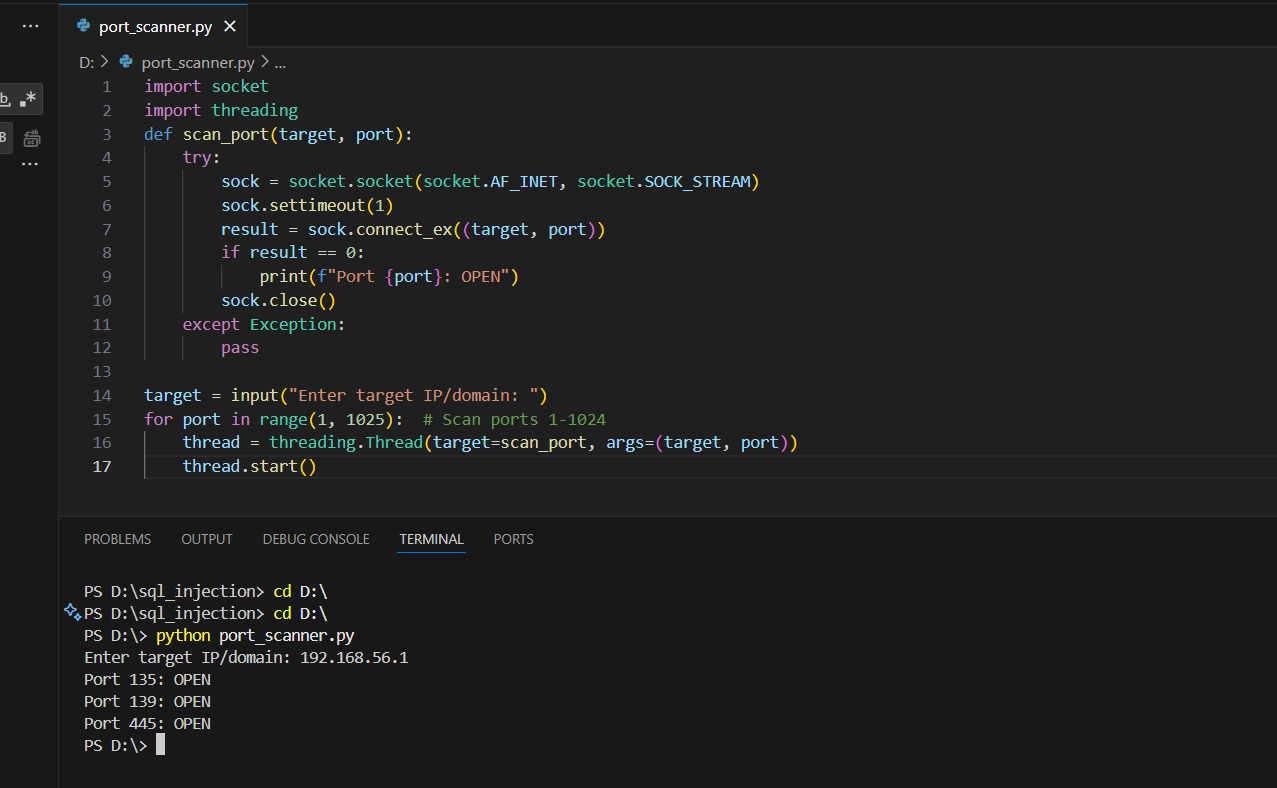 ...
port_scanner.py
D: > port_scanner.py > ...
1 import socket
2 import threading
3 def scan_port(target, port):
4     try:
5         sock = socket.socket(socket.AF_INET, socket.SOCK_STREAM)
6         sock.settimeout(1)
7         result = sock.connect_ex((target, port))
8         if result == 0:
9             print(f"Port {port}: OPEN")
10         sock.close()
11     except Exception:
12         pass
13
14 target = input("Enter target IP/domain: ")
15 for port in range(1, 1025):  # Scan ports 1-1024
16     thread = threading.Thread(target=scan_port, args=(target, port))
17     thread.start()
PROBLEMS OUTPUT DEBUG CONSOLE TERMINAL PORTS
PS D:\sql_injection> cd D:\
PS D:\sql_injection> cd D:\
PS D:\> python port_scanner.py
Enter target IP/domain: 192.168.56.1
Port 135: OPEN
Port 139: OPEN
Port 445: OPEN
PS D:\>